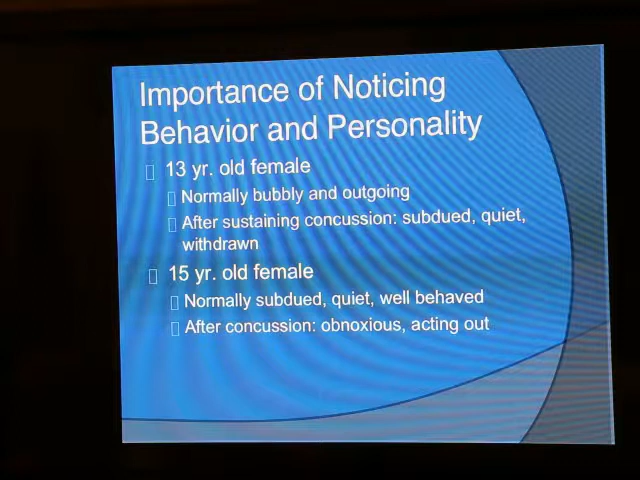 Importance of Noticing
Behavior and Personality
13 yr. old female
Normally bubbly and outgoing
After sustaining concussion: subdued, quiet,
withdrawn
15 yr. old female
Normally subdued, quiet, well behaved
After concussion: obnoxious, acting out